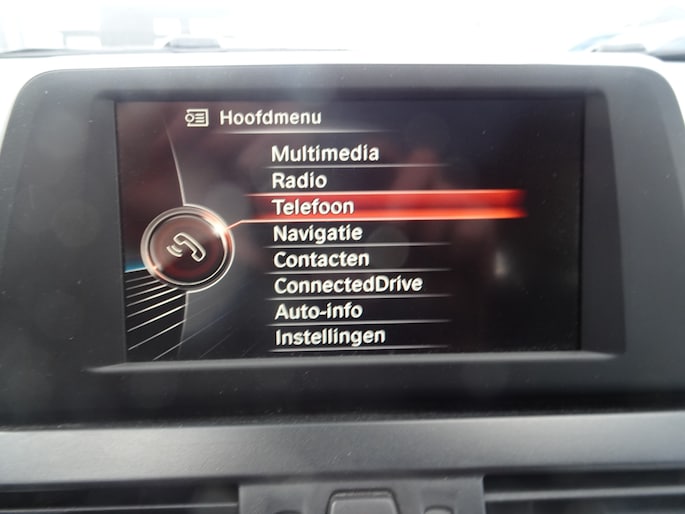 Hoofdmenu
Multimedia
Radio
Telefoon
Navigatie
Contacten
ConnectedDrive
Auto-info
Instellingen